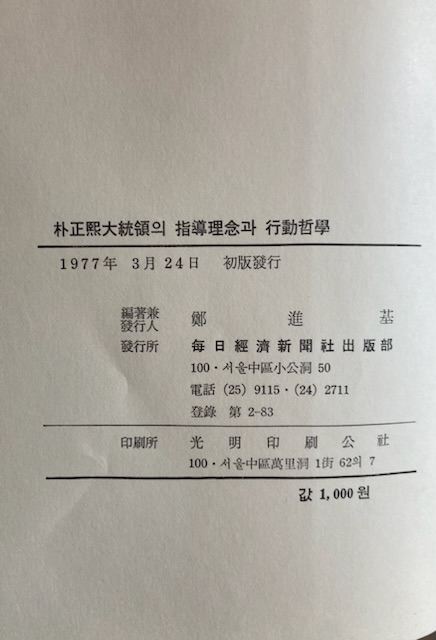 朴正熙大統領의 指導理念과 行動哲學
1977年 3月 24日 初版發行
編著兼
發行人 鄭進基
發行所 每日經濟新聞社出版部
100·서울中區小公洞 50
電話 (25) 9115·(24) 2711
登錄 第 2-83
印刷所 光明印刷公社
100·서울中區萬里洞 1街 62의 7
값 1,000원